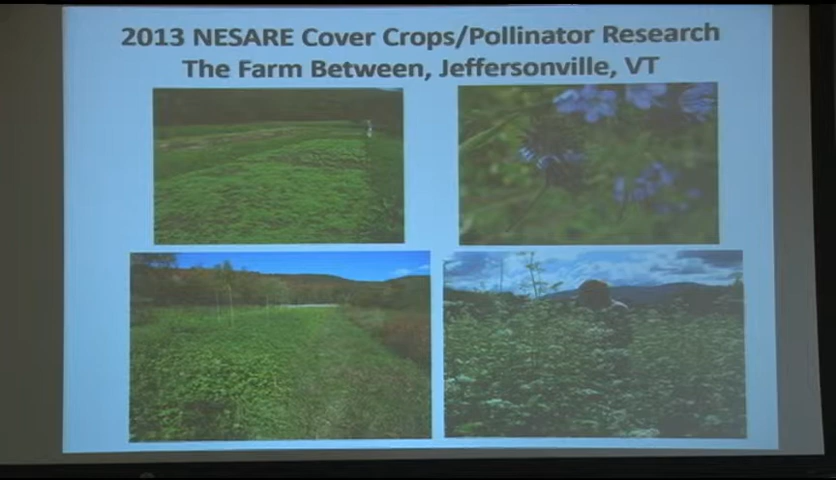 2013 NESARE Cover Crops/Pollinator Research
The Farm Between, Jeffersonville, VT